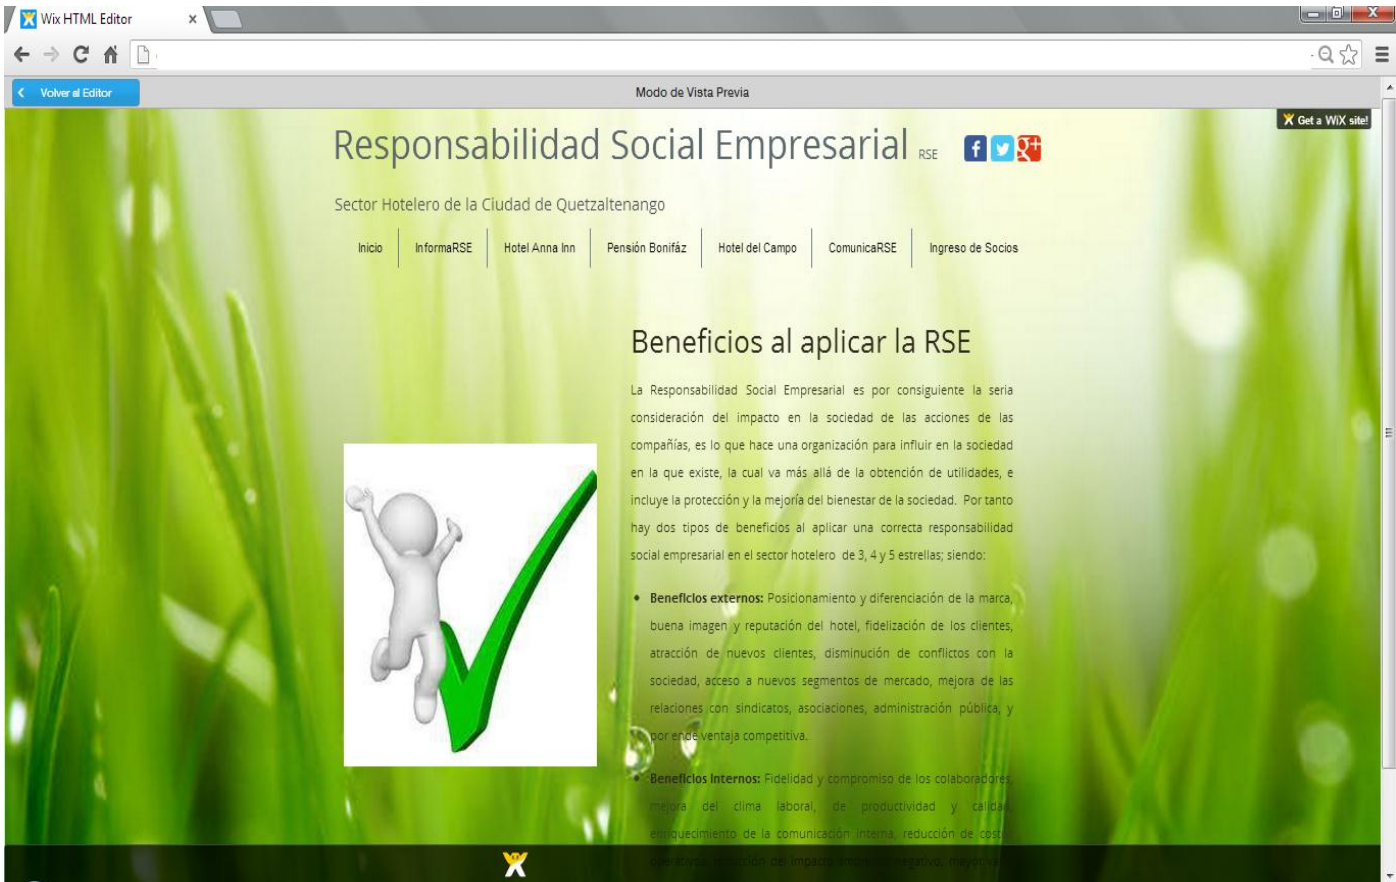 Wix HTML Editor
Volver al Editor
Modo de Vista Previa
Get a WiX site!
Responsabilidad Social Empresarial RSE
Sector Hotelero de la Ciudad de Quetzaltenango
Inicio InformaRSE Hotel Anna Inn Pensión Bonifáz Hotel del Campo ComunicaRSE Ingreso de Socios
Beneficios al aplicar la RSE
La Responsabilidad Social Empresarial es por consiguiente la seria
consideración del impacto en la sociedad de las acciones de las
compañías, es lo que hace una organización para influir en la sociedad
en la que existe, la cual va más allá de la obtención de utilidades, e
incluye la protección y la mejoría del bienestar de la sociedad. Por tanto
hay dos tipos de beneficios al aplicar una correcta responsabilidad
social empresarial en el sector hotelero de 3, 4 y 5 estrellas; siendo:
• Beneficios externos: Posicionamiento y diferenciación de la marca,
buena imagen y reputación del hotel, fidelización de los clientes,
atracción de nuevos clientes, disminución de conflictos con la
sociedad, acceso a nuevos segmentos de mercado, mejora de las
relaciones con sindicatos, asociaciones, administración pública, y
por ende ventaja competitiva.
• Beneficios Internos: Fidelidad y compromiso de los colaboradores,
mejora del clima laboral, de productividad y calidad,
enriquecimiento de la comunicación interna, reducción de costos
del impacto negativo,